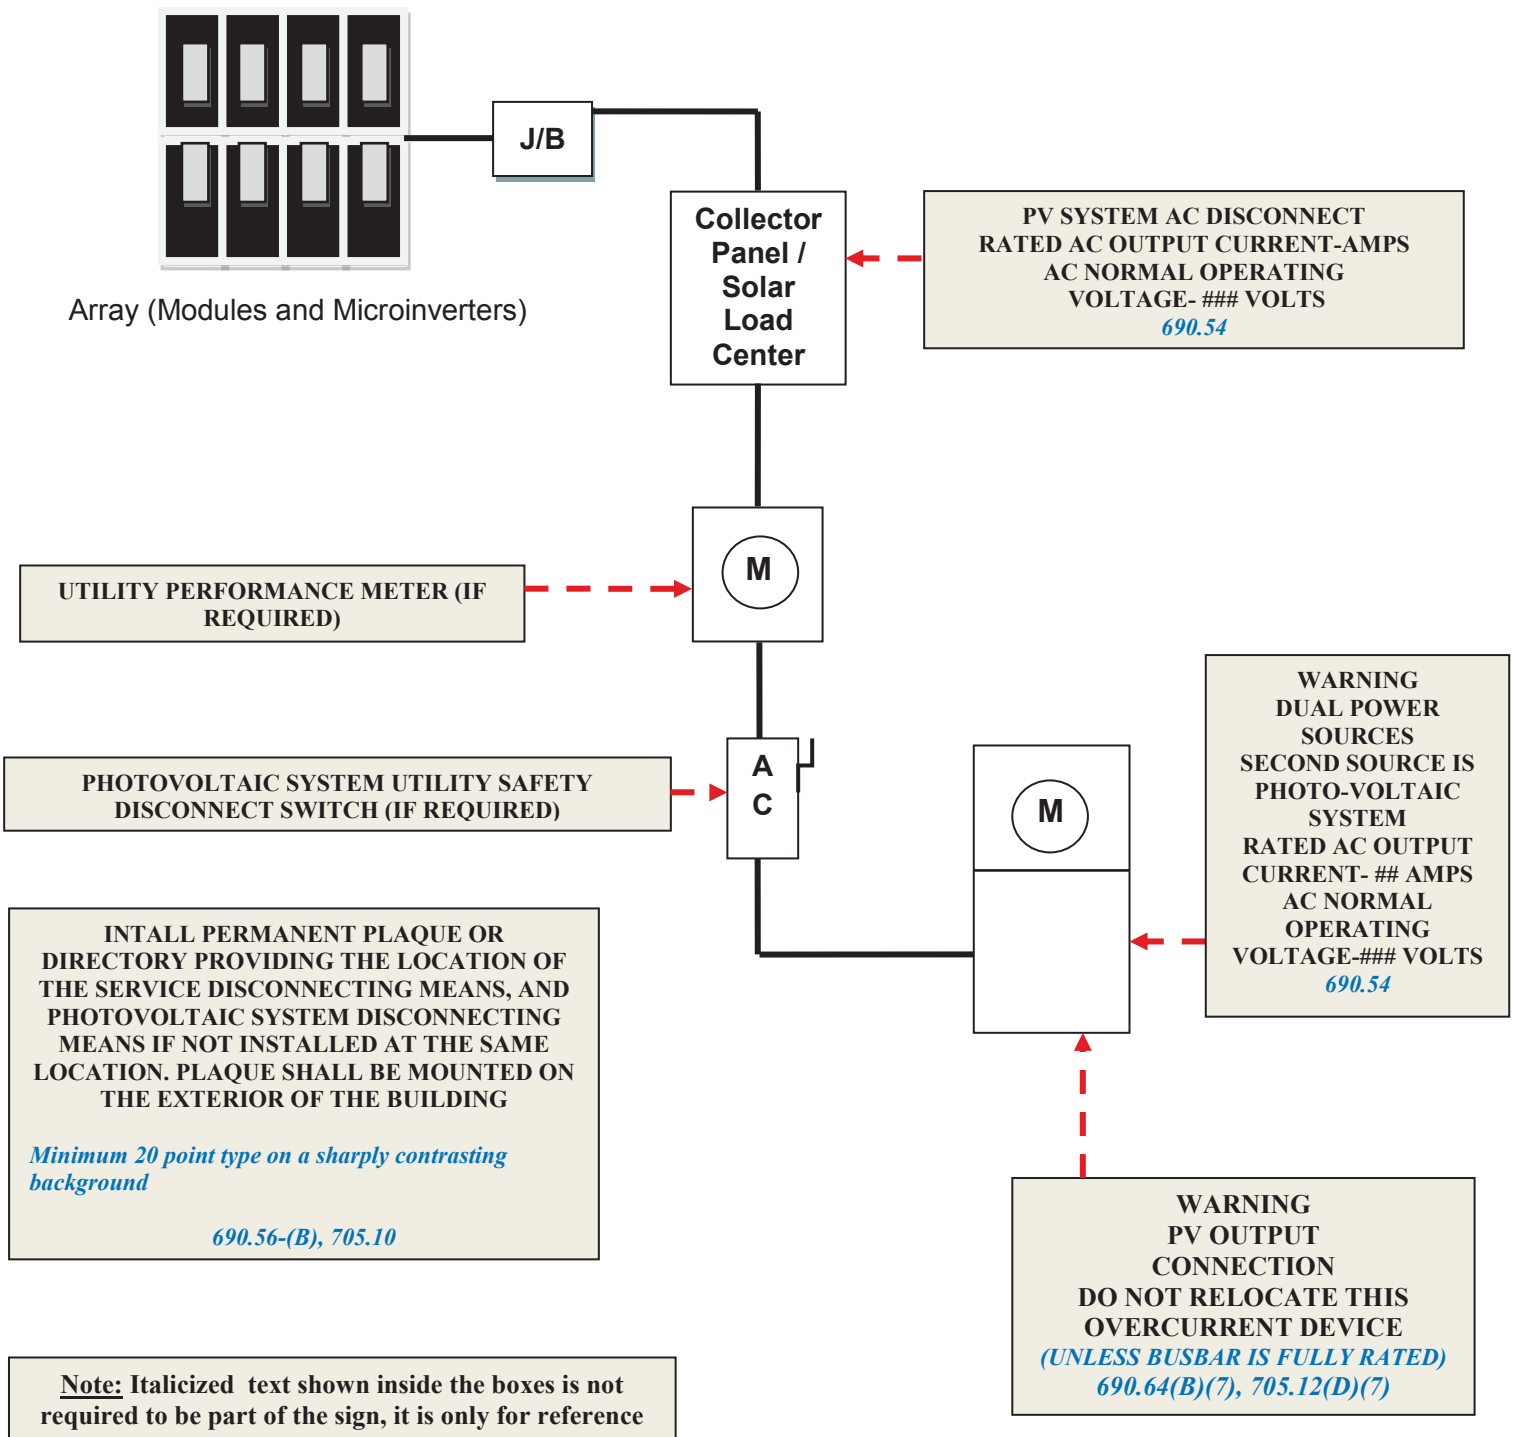 J/B
Collector
Panel /
Solar
Load
Center
PV SYSTEM AC DISCONNECT
RATED AC OUTPUT CURRENT-AMPS
AC NORMAL OPERATING
VOLTAGE- ### VOLTS
690.54
Array (Modules and Microinverters)
M
UTILITY PERFORMANCE METER (IF
REQUIRED)
A
C
PHOTOVOLTAIC SYSTEM UTILITY SAFETY
DISCONNECT SWITCH (IF REQUIRED)
M
WARNING
DUAL POWER
SOURCES
SECOND SOURCE IS
PHOTO-VOLTAIC
SYSTEM
RATED AC OUTPUT
CURRENT- ## AMPS
AC NORMAL
OPERATING
VOLTAGE-### VOLTS
690.54
INTALL PERMANENT PLAQUE OR
DIRECTORY PROVIDING THE LOCATION OF
THE SERVICE DISCONNECTING MEANS, AND
PHOTOVOLTAIC SYSTEM DISCONNECTING
MEANS IF NOT INSTALLED AT THE SAME
LOCATION. PLAQUE SHALL BE MOUNTED ON
THE EXTERIOR OF THE BUILDING
Minimum 20 point type on a sharply contrasting
background
690.56-(B), 705.10
WARNING
PV OUTPUT
CONNECTION
DO NOT RELOCATE THIS
OVERCURRENT DEVICE
(UNLESS BUSBAR IS FULLY RATED)
690.64(B)(7), 705.12(D)(7)
Note: Italicized text shown inside the boxes is not
required to be part of the sign, it is only for reference